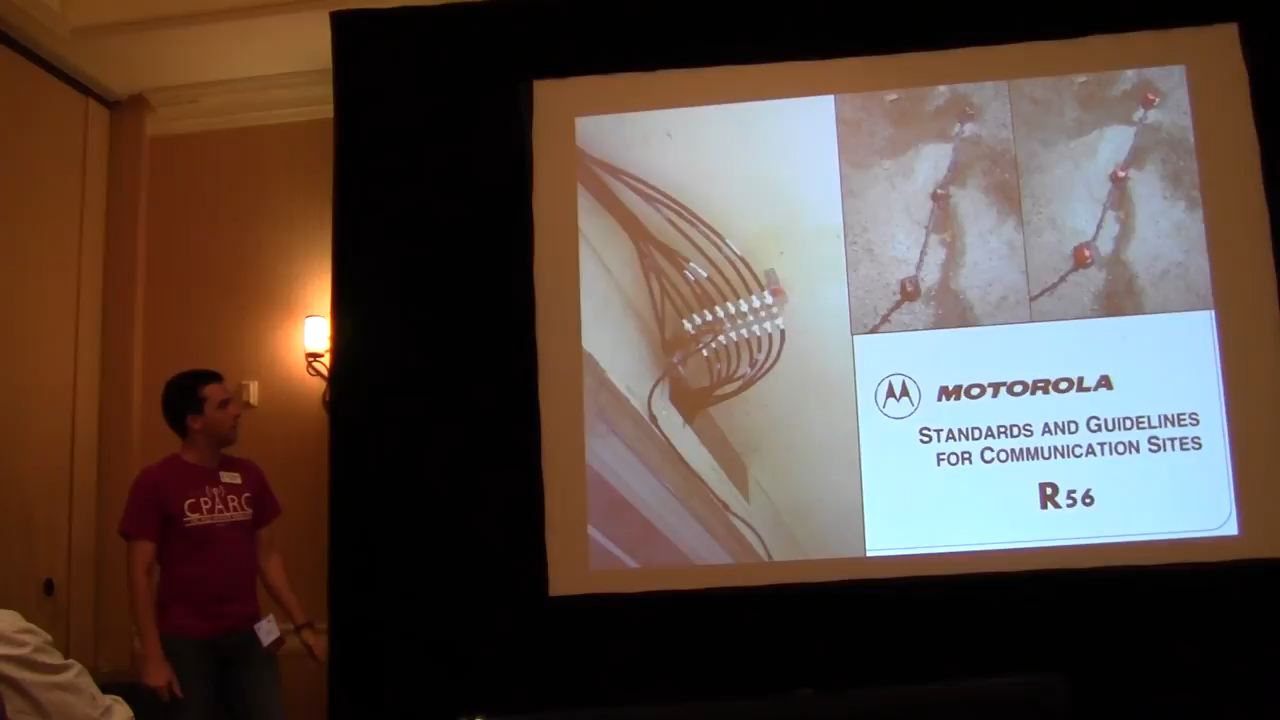 CPARC
MOTOROLA
STANDARDS AND GUIDELINES
FOR COMMUNICATION SITES
R56